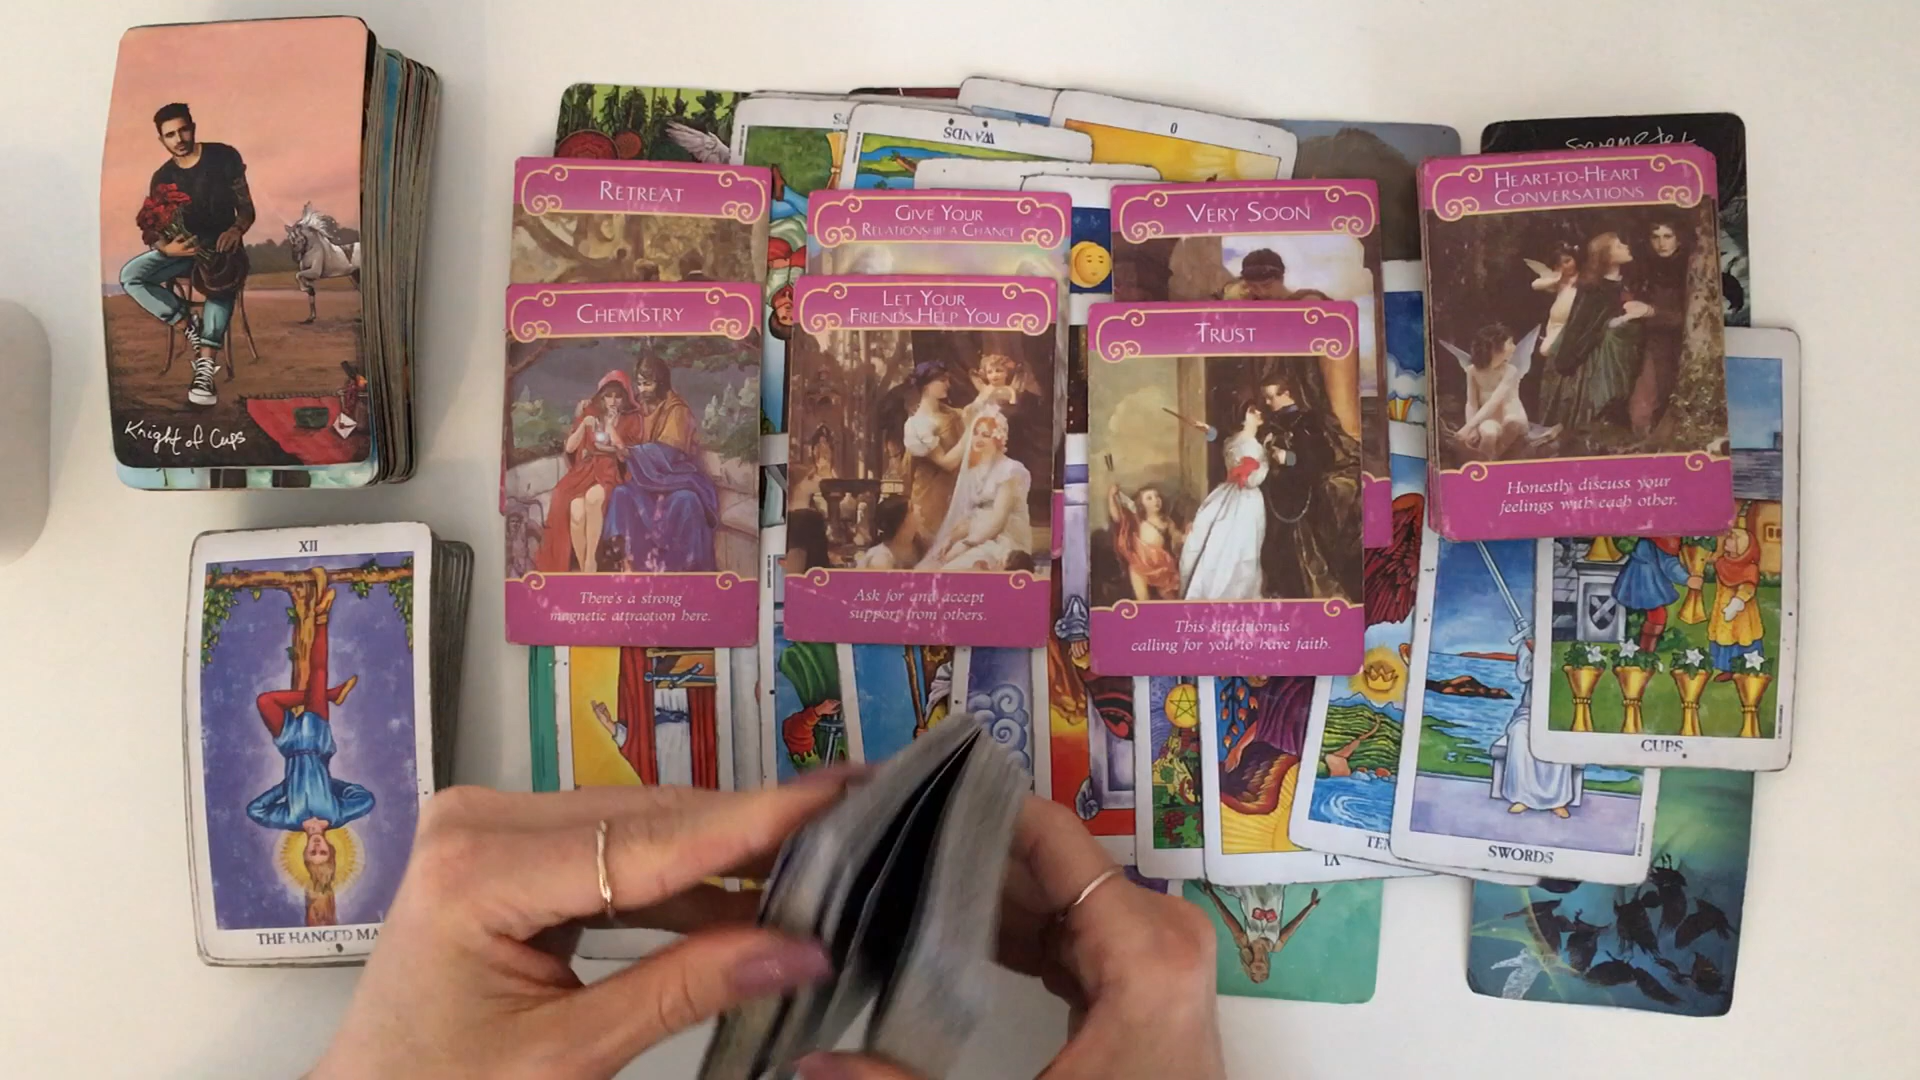 Knight of Cups
XII
THE HANGED MA
WANDS
0
RETREAT
GIVE YOUR
RELATIONSHIP A CHANCE
VERY SOON
HEART-TO-HEART
CONVERSATIONS
Honestly discuss your
feelings with each other.
CHEMISTRY
There's a strong
magnetic attraction here.
LET YOUR
FRIENDS HELP YOU
Ask for and accept
support from others.
TRUST
This situation is
calling for you to have faith.
CUPS
SWORDS
TEN